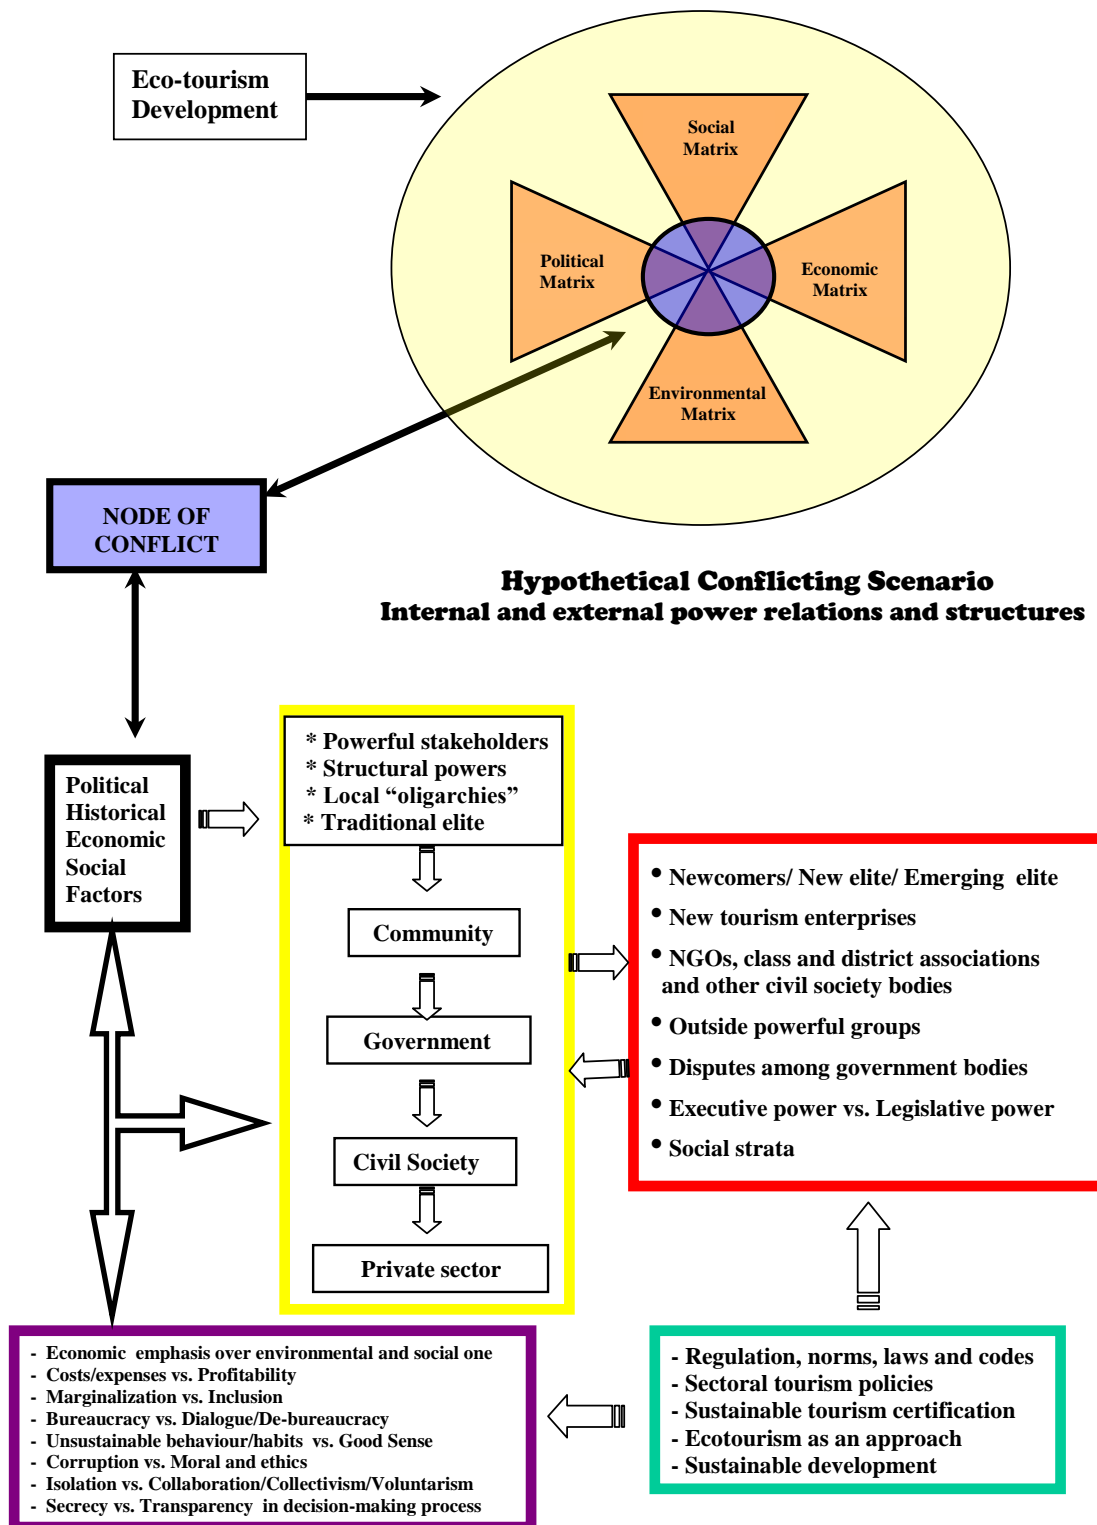 Eco-tourism
Development
Social
Matrix
Political
Matrix
Economic
Matrix
Environmental
Matrix
NODE OF
CONFLICT
Hypothetical Conflicting Scenario
Internal and external power relations and structures
Political
Historical
Economic
Social
Factors
* Powerful stakeholders
* Structural powers
* Local “oligarchies”
* Traditional elite
Community
Government
Civil Society
Private sector
• Newcomers/ New elite/ Emerging elite
• New tourism enterprises
• NGOs, class and district associations
and other civil society bodies
• Outside powerful groups
• Disputes among government bodies
• Executive power vs. Legislative power
• Social strata
- Economic emphasis over environmental and social one
- Costs/expenses vs. Profitability
- Marginalization vs. Inclusion
- Bureaucracy vs. Dialogue/De-bureaucracy
- Unsustainable behaviour/habits vs. Good Sense
- Corruption vs. Moral and ethics
- Isolation vs. Collaboration/Collectivism/Voluntarism
- Secrecy vs. Transparency in decision-making process
- Regulation, norms, laws and codes
- Sectoral tourism policies
- Sustainable tourism certification
- Ecotourism as an approach
- Sustainable development